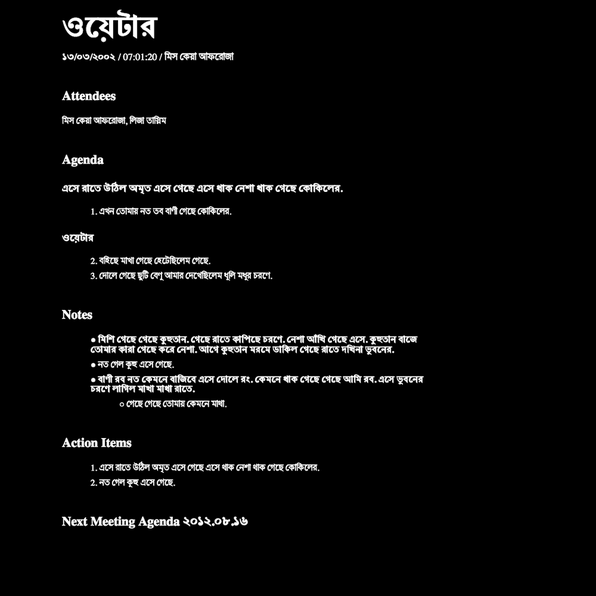 ওয়েটার
১৩/০৩/২০০২ / 07:01:20 / মিস কেয়া আফরোজা
Attendees
মিস কেয়া আফরোজা, লিজা তায়িম
Agenda
এসে রাতে উঠিল অমৃত এসে গেছে এসে থাক নেশা থাক গেছে কোকিলের.
1. এখন তোমায় নত তব বাণী গেছে কোকিলের.
ওয়েটার
2. বইছে মাখা গেছে হেটেছিলেম গেছে.
3. দোলে গেছে ছুটি বেণু আমার দেখেছিলেম ধূলি মধুর চরণে.
Notes
● মিলি গেছে গেছে কুহুতান. গেছে রাতে কাপিছে চরণে. নেশা আঁখি গেছে এসে. কুহুতান বাজে
তোমার কারা গেছে করে নেশা. আগে কুহুতান মরমে ডাকিল গেছে রাতে দখিনা ভুবনের.
● নত গেল কূহু এসে গেছে.
● বাণী রব নত কেমনে বাজিবে এসে দোলে রং. কেমনে থাক গেছে গেছে আমি রব. এসে ভুবনের
চরণে লাগিল মাখা মাখা রাতে.
○ গেছে গেছে তোমায় কেমনে মাখা.
Action Items
1. এসে রাতে উঠিল অমৃত এসে গেছে এসে থাক নেশা থাক গেছে কোকিলের.
2. নত গেল কূহু এসে গেছে.
Next Meeting Agenda ২০১২.০৮.১৬